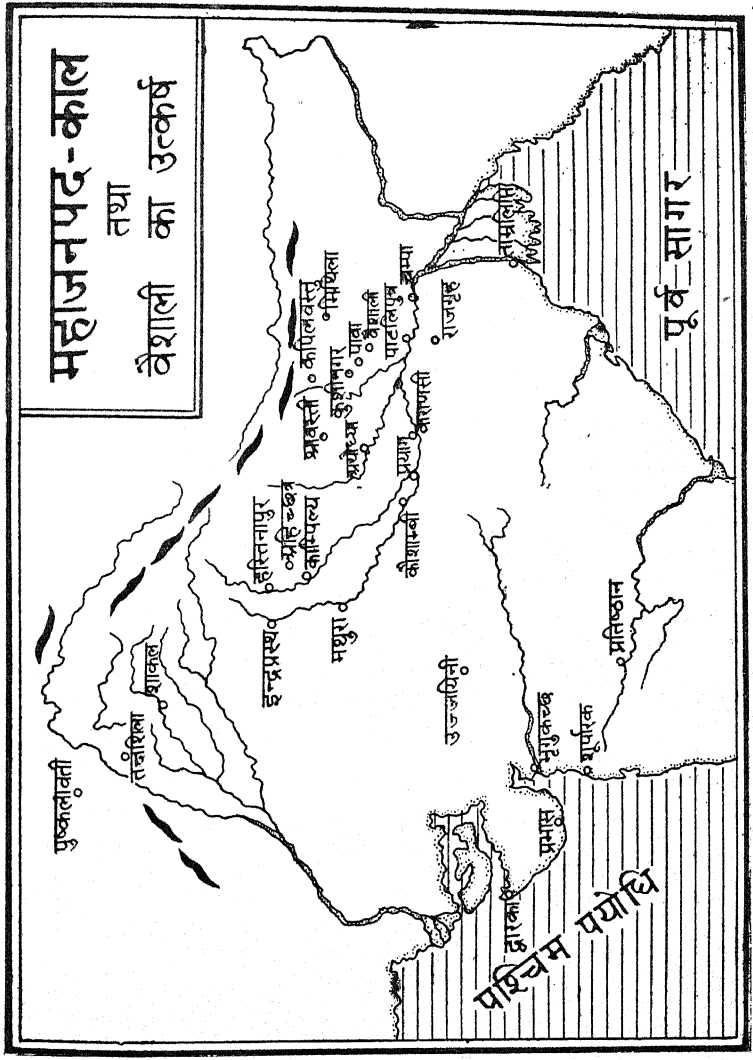 महाजनपद-काल
तथा
वैशाली का उत्कर्ष
पुष्कलावती
तक्षशिला
शाकल
हस्तिनापुर
अहिच्छत्र
काम्पिल्य
इन्द्रप्रस्थ
मथुरा
श्रावस्ती
कपिलवस्तु
मिथिला
कुशीनगर
पावा
वैशाली
अयोध्या
पाटलिपुत्र
चम्पा
प्रयाग
वाराणसी
राजगृह
कौशाम्बी
ताम्रलिप्ति
उज्जयिनी
भृगुकच्छ
शूर्पारक
प्रतिष्ठान
प्रभास
द्वारका
पश्चिम पयोधि
पूर्व सागर